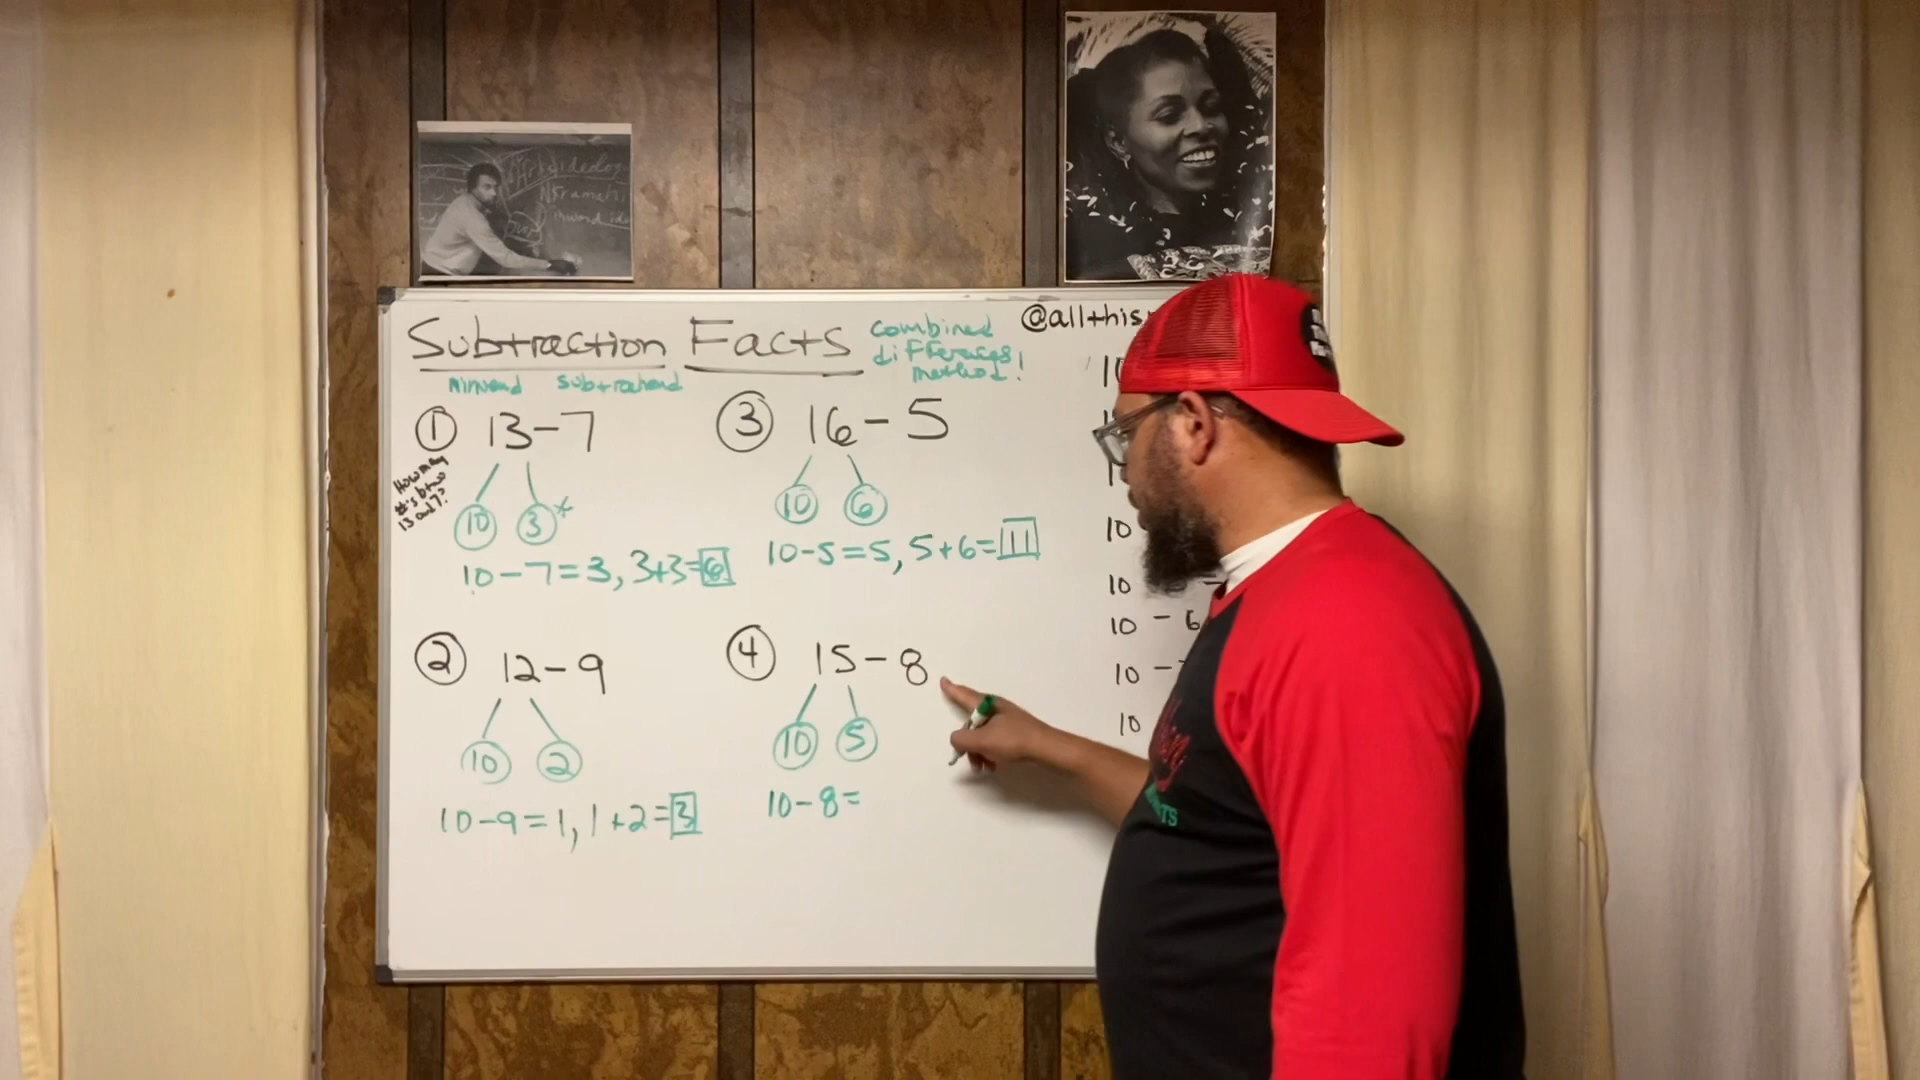 Subtraction Facts
combined
differences
method!
@allthis
minuend subtrahend
① 13-7
How many
#'s btwn
13 and 7?
10 3*
10-7=3, 3+3=6
③ 16-5
10 6
10-5=5, 5+6=11
② 12-9
10 2
10-9=1, 1+2=3
④ 15-8
10 5
10-8=
10
10
10 - 6
10 -
10